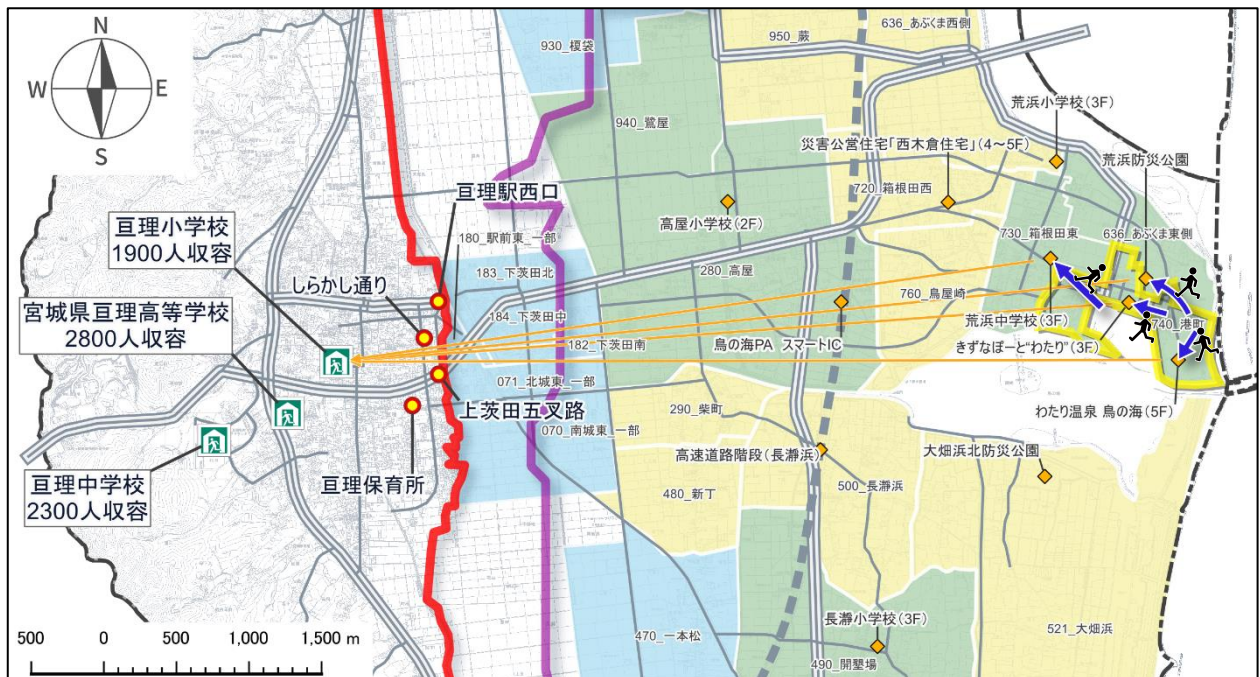 N
W
E
S
930_榎袋
950_蕨
636_あぶくま西側
940_鷺屋
荒浜小学校(3F)
災害公営住宅「西木倉住宅」(4～5F)
荒浜防災公園
720_箱根田西
亘理駅西口
亘理小学校
1900人収容
高屋小学校(2F)
180_駅前東_一部
730_箱根田東
636_あぶくま東側
183_下茨田北
280_高屋
しらかし通り
宮城県亘理高等学校
2800人収容
184_下茨田中
760_鳥屋崎
荒浜中学校(3F)
740_港町
182_下茨田南
鳥の海PA スマートIC
きずなぽーと"わたり"(3F)
071_北城東_一部
上茨田五叉路
290_柴町
わたり温泉 鳥の海(5F)
070_南城東_一部
高速道路階段(長瀞浜)
大畑浜北防災公園
亘理中学校
2300人収容
亘理保育所
480_新丁
500_長瀞浜
長瀞小学校(3F)
470_一本松
521_大畑浜
490_開墾場
500
0
500
1,000
1,500 m